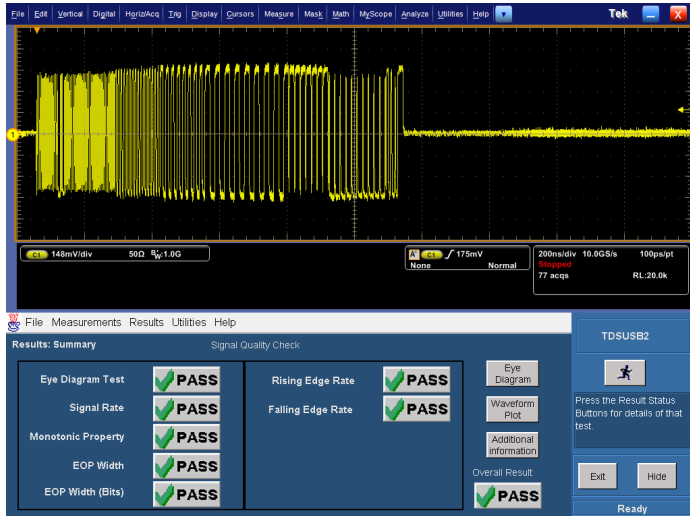 File Edit Vertical Digital Horiz/Acq Trig Display Cursors Measure Mask Math MyScope Analyze Utilities Help Tek X
1
C1 148mV/div 50Ω BW:1.0G
A' C1 175mV
None Normal
200ns/div 10.0GS/s 100ps/pt
Stopped
77 acqs RL:20.0k
File Measurements Results Utilities Help
Results: Summary Signal Quality Check
Eye Diagram Test PASS
Signal Rate PASS
Monotonic Property PASS
EOP Width PASS
EOP Width (Bits) PASS
Rising Edge Rate PASS
Falling Edge Rate PASS
Eye
Diagram
Waveform
Plot
Additional
information
Overall Result
PASS
TDSUSB2
Press the Result Status
Buttons for details of that
test.
Exit Hide
Ready